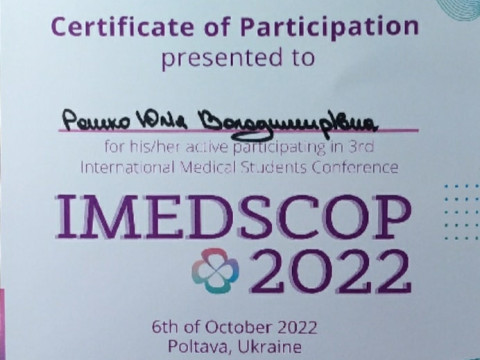 Certificate of Participation
presented to
Рашко Юлія Володимирівна
for his/her active participating in 3rd
International Medical Students Conference
IMEDSCOP
2022
6th of October 2022
Poltava, Ukraine